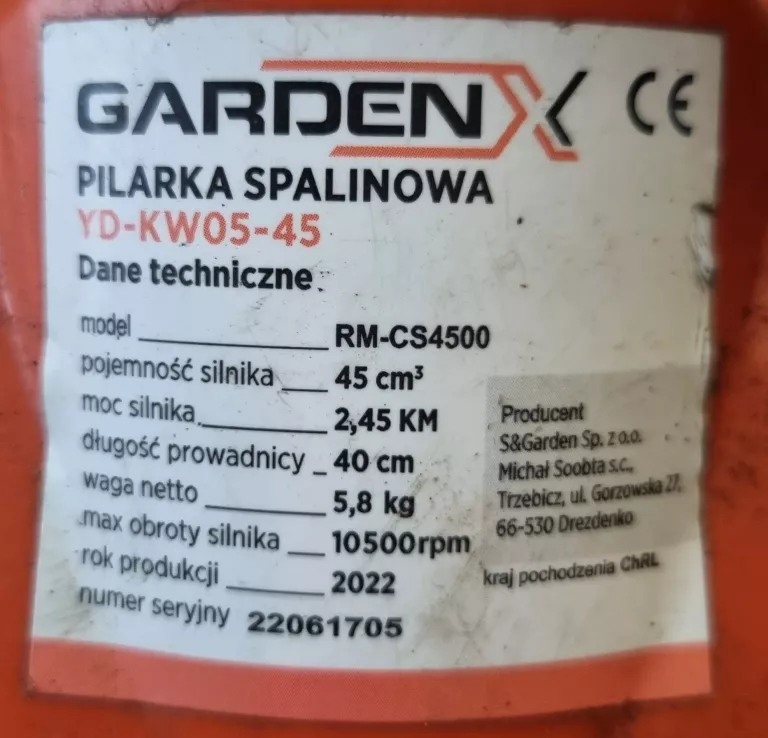 GARDENX CE
PILARKA SPALINOWA
YD-KW05-45
Dane techniczne:
model RM-CS4500
pojemność silnika 45 cm³
moc silnika 2,45 KM
długość prowadnicy 40 cm
waga netto 5,8 kg
max obroty silnika 10500rpm
rok produkcji 2022
numer seryjny 22061705
Producent
S&Garden Sp. z o.o.
Michał Soobta s.c.,
Trzebicz, ul. Gorzowska 27,
66-530 Drezdenko
kraj pochodzenia ChRL